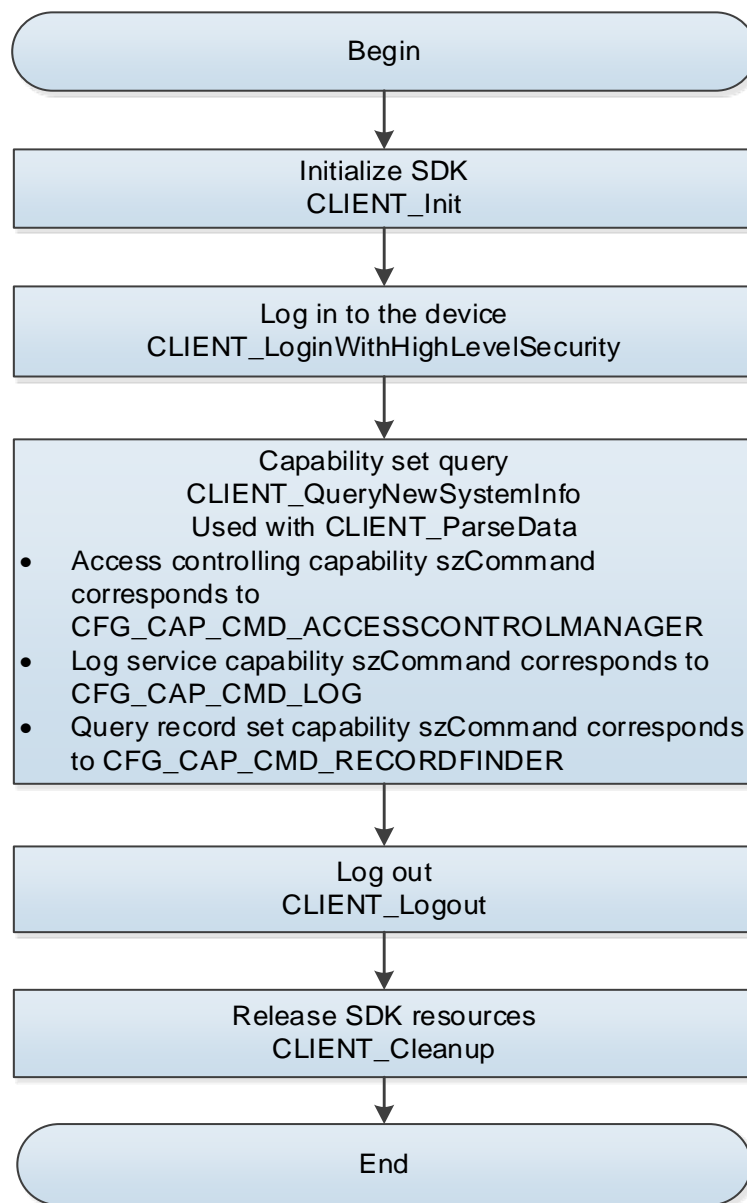 Begin
Initialize SDK
CLIENT_Init
Log in to the device
CLIENT_LoginWithHighLevelSecurity
Capability set query
CLIENT_QueryNewSystemInfo
Used with CLIENT_ParseData
• Access controlling capability szCommand
corresponds to
CFG_CAP_CMD_ACCESSCONTROLMANAGER
• Log service capability szCommand corresponds to
CFG_CAP_CMD_LOG
• Query record set capability szCommand corresponds
to CFG_CAP_CMD_RECORDFINDER
Log out
CLIENT_Logout
Release SDK resources
CLIENT_Cleanup
End